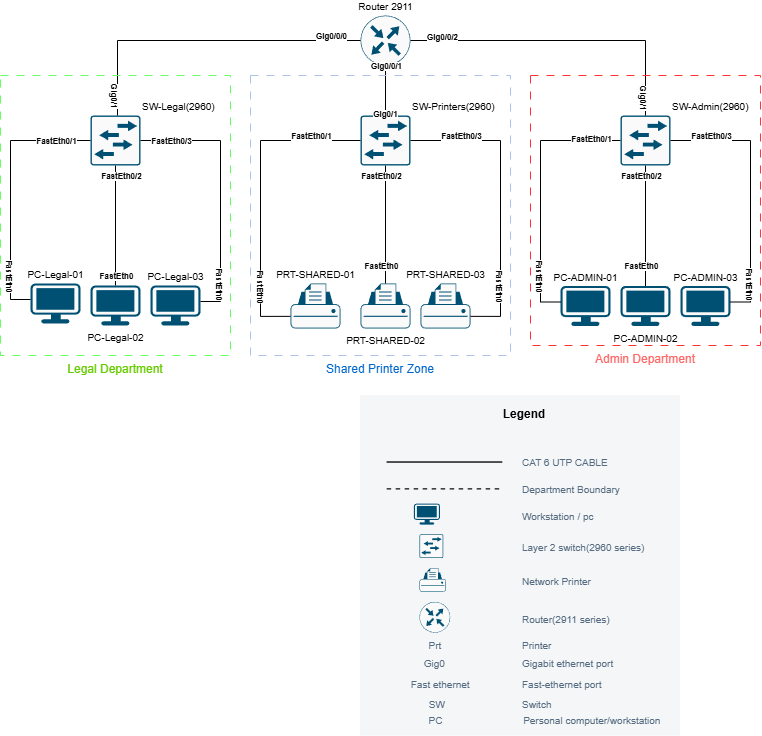 Router 2911
Gig0/0/0
Gig0/0/2
Gig0/0/1
Gig0/1
SW-Legal(2960)
FastEth0/1
FastEth0/3
FastEth0/2
FastEth0
PC-Legal-01
FastEth0
PC-Legal-03
FastEth0
PC-Legal-02
Legal Department
Gig0/1
SW-Printers(2960)
FastEth0/1
FastEth0/3
FastEth0/2
FastEth0
PRT-SHARED-01
FastEth0
PRT-SHARED-03
FastEth0
PRT-SHARED-02
Shared Printer Zone
Gig0/1
SW-Admin(2960)
FastEth0/1
FastEth0/3
FastEth0/2
FastEth0
PC-ADMIN-01
FastEth0
PC-ADMIN-03
FastEth0
PC-ADMIN-02
Admin Department
Legend
CAT 6 UTP CABLE
Department Boundary
Workstation / pc
Layer 2 switch(2960 series)
Network Printer
Router(2911 series)
Prt Printer
Gig0 Gigabit ethernet port
Fast ethernet Fast-ethernet port
SW Switch
PC Personal computer/workstation